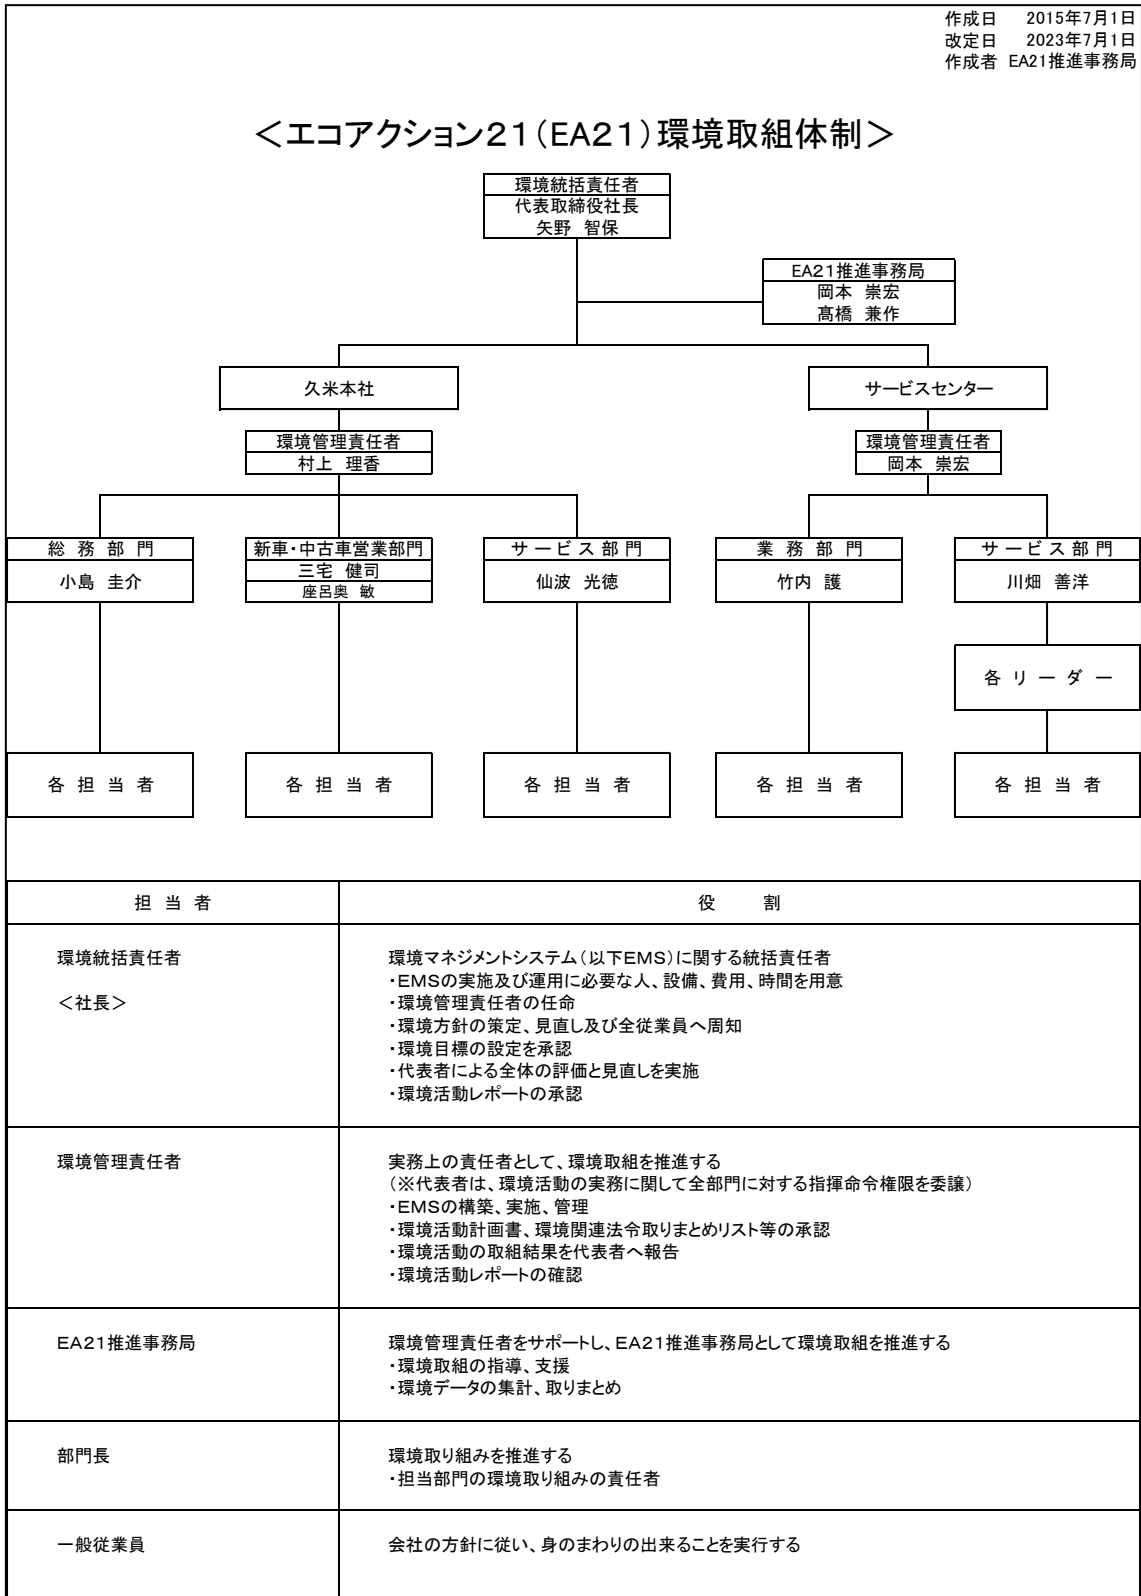 作成日 2015年7月1日
改定日 2023年7月1日
作成者 EA21推進事務局
＜エコアクション21(EA21)環境取組体制＞
環境統括責任者
代表取締役社長
矢野 智保
EA21推進事務局
岡本 崇宏
髙橋 兼作
久米本社
サービスセンター
環境管理責任者
村上 理香
環境管理責任者
岡本 崇宏
総務部門
小島 圭介
新車・中古車営業部門
三宅 健司
座呂奥 敏
サービス部門
仙波 光徳
業務部門
竹内 護
サービス部門
川畑 善洋
各リーダー
各担当者
各担当者
各担当者
各担当者
各担当者
担当者
役割
環境統括責任者
＜社長＞
環境マネジメントシステム(以下EMS)に関する統括責任者
・EMSの実施及び運用に必要な人、設備、費用、時間を用意
・環境管理責任者の任命
・環境方針の策定、見直し及び全従業員へ周知
・環境目標の設定を承認
・代表者による全体の評価と見直しを実施
・環境活動レポートの承認
環境管理責任者
実務上の責任者として、環境取組を推進する
(※代表者は、環境活動の実務に関して全部門に対する指揮命令権限を委譲)
・EMSの構築、実施、管理
・環境活動計画書、環境関連法令取りまとめリスト等の承認
・環境活動の取組結果を代表者へ報告
・環境活動レポートの確認
EA21推進事務局
環境管理責任者をサポートし、EA21推進事務局として環境取組を推進する
・環境取組の指導、支援
・環境データの集計、取りまとめ
部門長
環境取り組みを推進する
・担当部門の環境取り組みの責任者
一般従業員
会社の方針に従い、身のまわりの出来ることを実行する